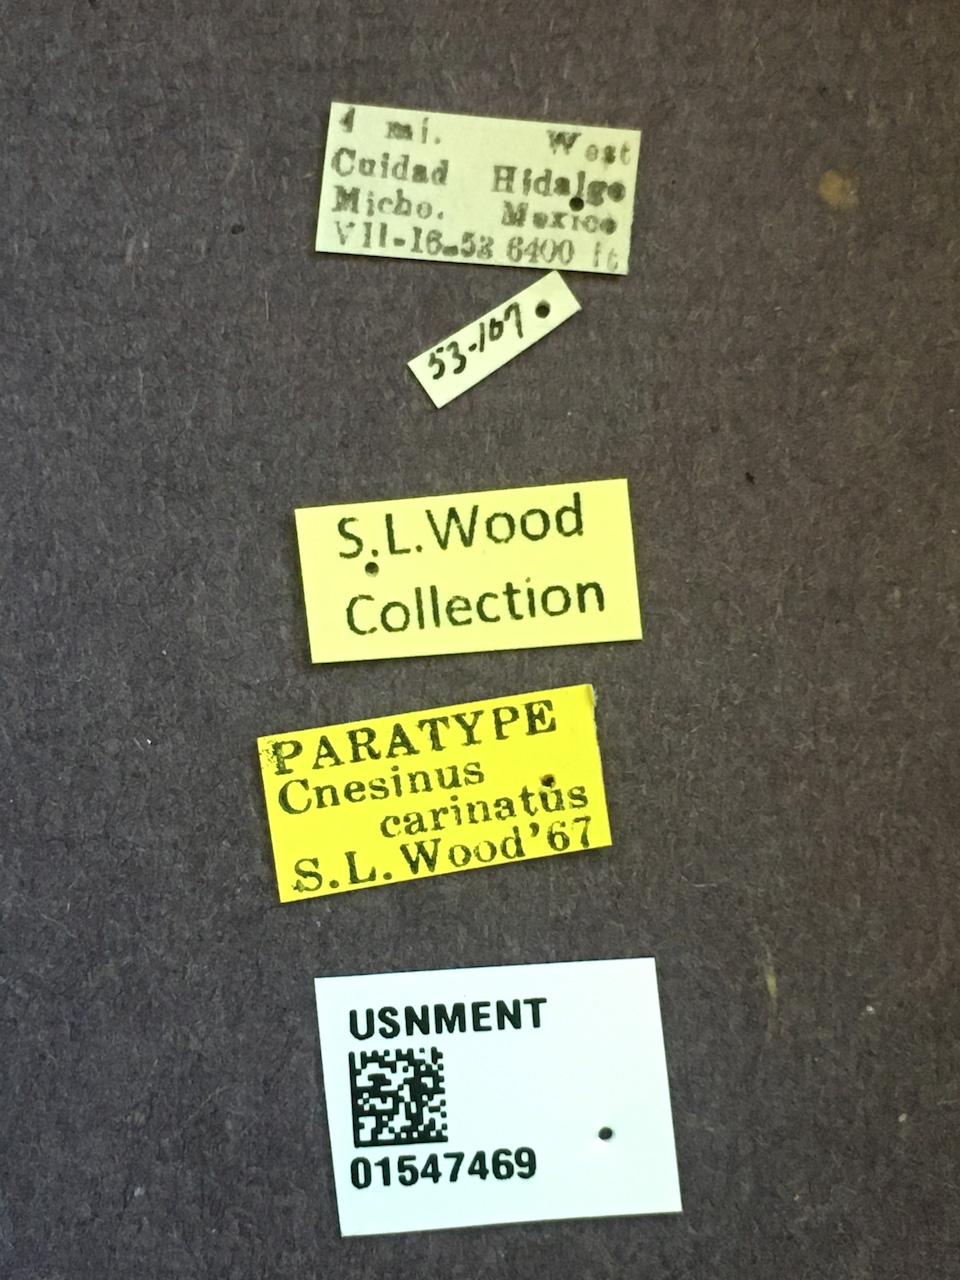 4 mi. West
Cuidad Hidalgo
Micho. Mexico
VII-16-53 6400 ft
53-167
S.L.Wood
Collection
PARATYPE
Cnesinus
carinatus
S.L.Wood'67
USNMENT
01547469